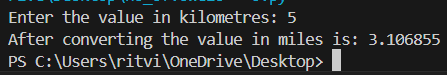 Enter the value in kilometres: 5
After converting the value in miles is: 3.106855
PS C:\Users\ritvi\OneDrive\Desktop>